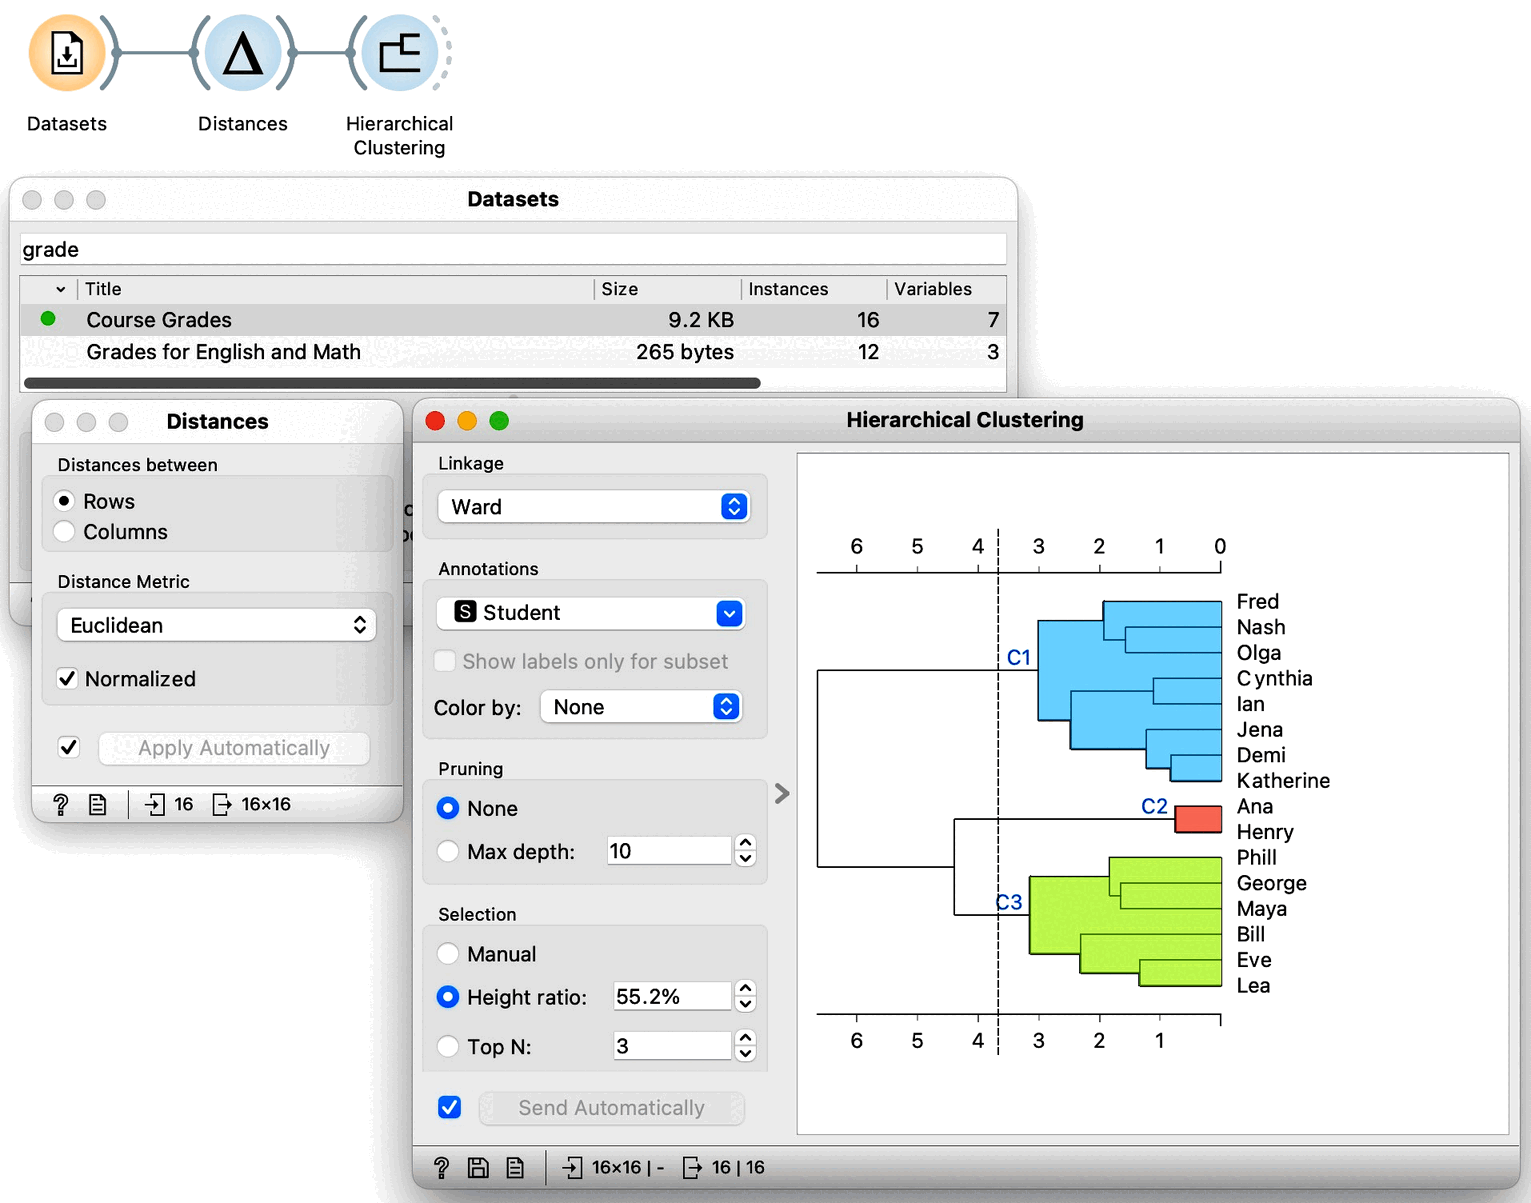 Datasets
Distances
Hierarchical
Clustering
Datasets
grade
Title Size Instances Variables
Course Grades 9.2 KB 16 7
Grades for English and Math 265 bytes 12 3
Distances
Distances between
Rows
Columns
Distance Metric
Euclidean
Normalized
Apply Automatically
? 16 16×16
Hierarchical Clustering
Linkage
Ward
Annotations
S Student
Show labels only for subset
Color by: None
Pruning
None
Max depth: 10
Selection
Manual
Height ratio: 55.2%
Top N: 3
Send Automatically
? 16×16 | - 16 | 16
6 5 4 3 2 1 0
C1
C2
C3
Fred
Nash
Olga
Cynthia
Ian
Jena
Demi
Katherine
Ana
Henry
Phill
George
Maya
Bill
Eve
Lea
6 5 4 3 2 1